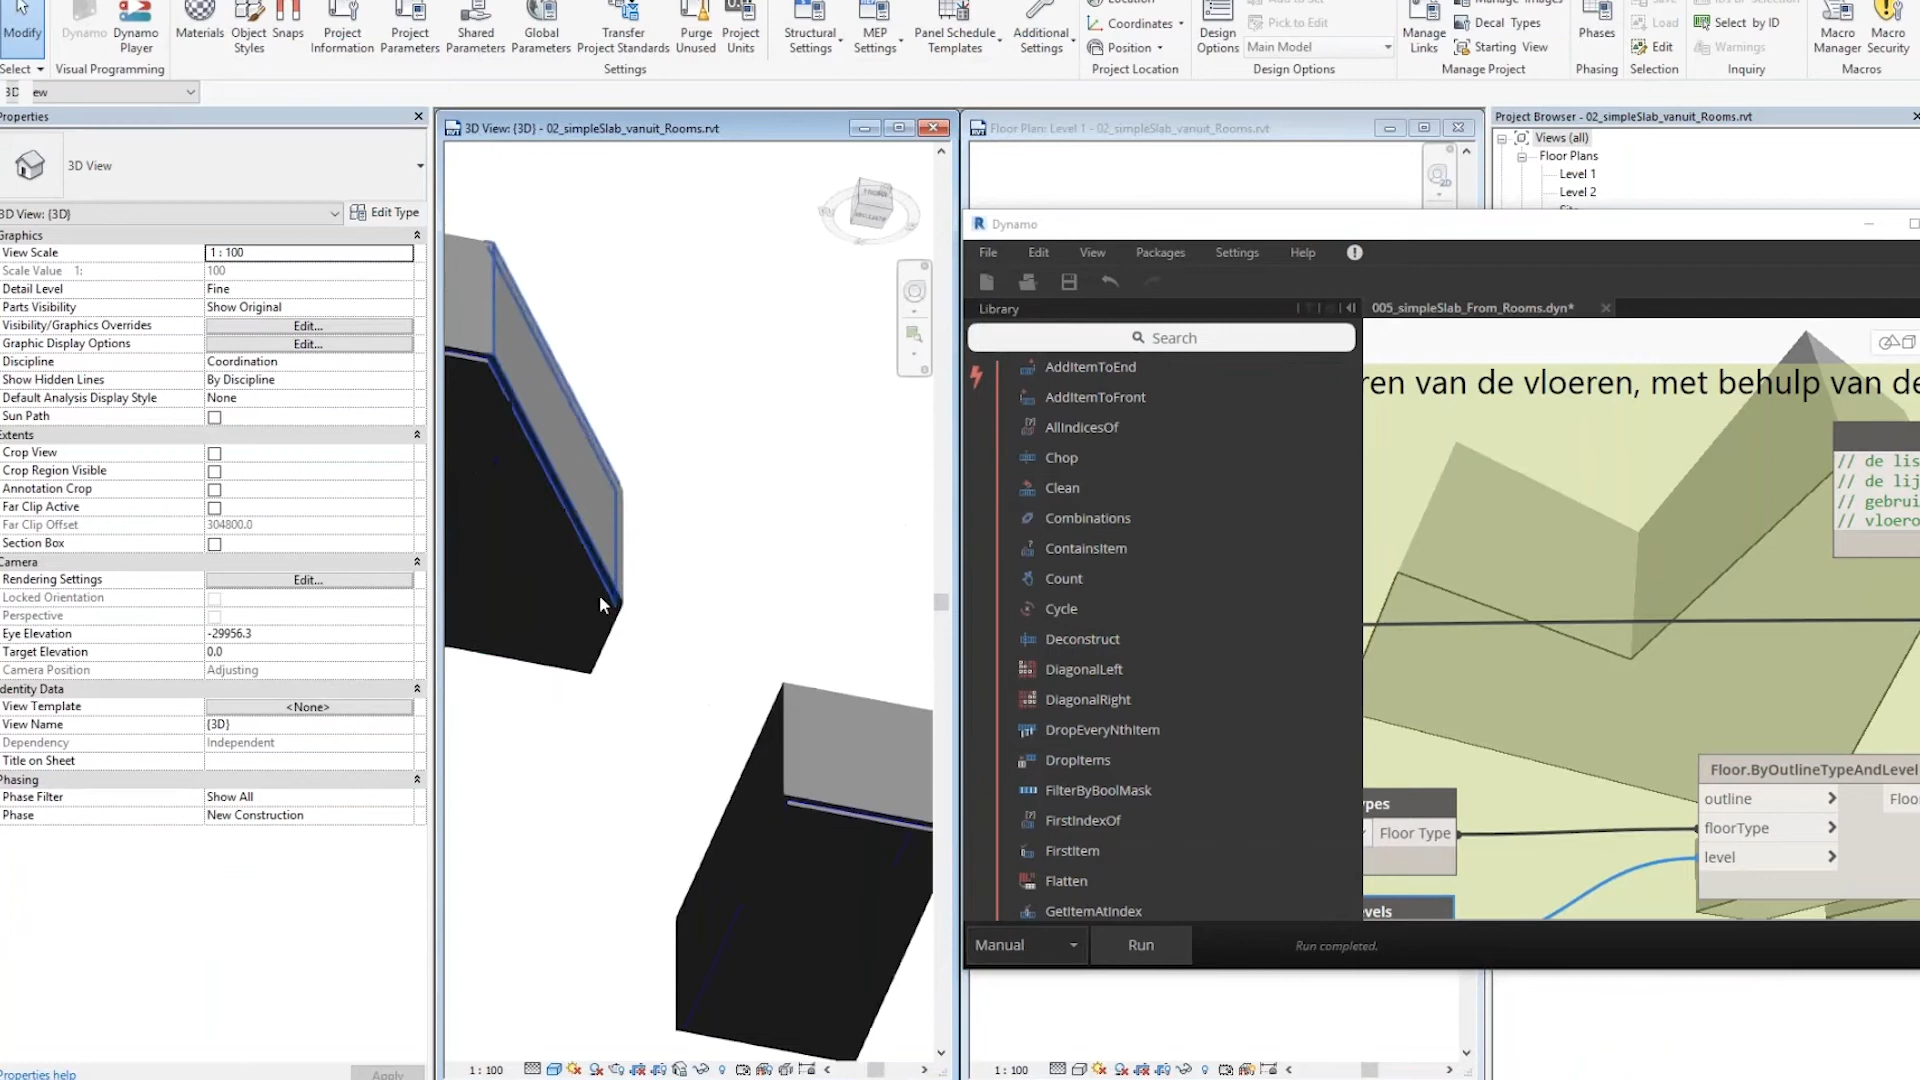 Modify
Dynamo
Dynamo Player
Materials
Object Styles
Snaps
Project Information
Project Parameters
Shared Parameters
Global Parameters
Transfer Project Standards
Purge Unused
Project Units
Structural Settings
MEP Settings
Panel Schedule Templates
Additional Settings
Location
Coordinates
Position
Design Options
Add to Set
Pick to Edit
Main Model
Manage Links
Manage Images
Decal Types
Starting View
Phases
Load
Edit
Select by ID
Warnings
Macro Manager
Macro Security
Select
Visual Programming
Settings
Project Location
Design Options
Manage Project
Phasing
Selection
Inquiry
Macros
3D
ew
Properties
3D View
3D View: {3D}
Edit Type
Graphics
View Scale 1 : 100
Scale Value 1: 100
Detail Level Fine
Parts Visibility Show Original
Visibility/Graphics Overrides Edit...
Graphic Display Options Edit...
Discipline Coordination
Show Hidden Lines By Discipline
Default Analysis Display Style None
Sun Path
Extents
Crop View
Crop Region Visible
Annotation Crop
Far Clip Active
Far Clip Offset 304800.0
Section Box
Camera
Rendering Settings Edit...
Locked Orientation
Perspective
Eye Elevation -29956.3
Target Elevation 0.0
Camera Position Adjusting
Identity Data
View Template <None>
View Name {3D}
Dependency Independent
Title on Sheet
Phasing
Phase Filter Show All
Phase New Construction
Properties help
Apply
3D View: {3D} - 02_simpleSlab_vanuit_Rooms.rvt
1 : 100
Floor Plan: Level 1 - 02_simpleSlab_vanuit_Rooms.rvt
2D
1 : 100
Project Browser - 02_simpleSlab_vanuit_Rooms.rvt
Views (all)
Floor Plans
Level 1
Level 2
Dynamo
File Edit View Packages Settings Help
Library
Search
AddItemToEnd
AddItemToFront
AllIndicesOf
Chop
Clean
Combinations
ContainsItem
Count
Cycle
Deconstruct
DiagonalLeft
DiagonalRight
DropEveryNthItem
DropItems
FilterByBoolMask
FirstIndexOf
FirstItem
Flatten
GetItemAtIndex
Manual
Run
Run completed.
005_simpleSlab_From_Rooms.dyn*
ren van de vloeren, met behulp van de
// de lis
// de lij
// gebrui
// vloero
ypes
Floor Type
evels
Floor.ByOutlineTypeAndLevel
outline
Floo
floorType
level